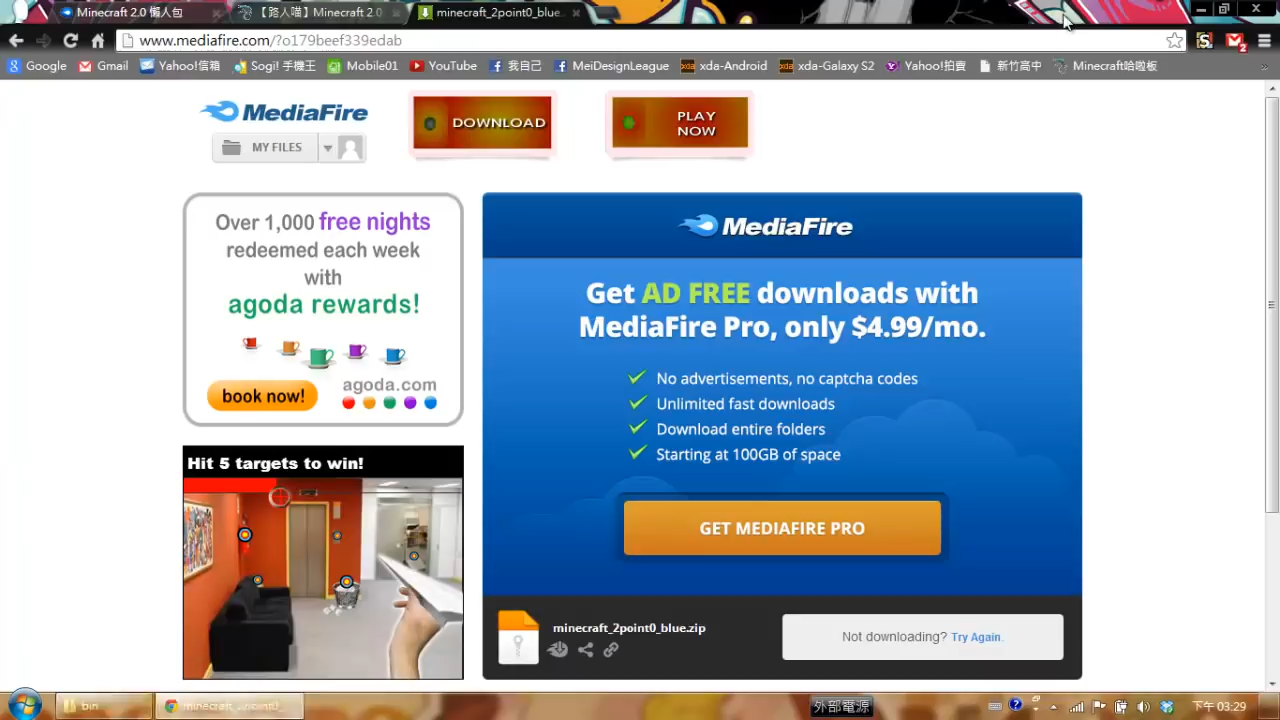 Minecraft 2.0 懶人包
【路人喵】Minecraft 2.0
minecraft_2point0_blue..
www.mediafire.com/?o179beef339edab
Google
Gmail
Yahoo!信箱
Sogi! 手機王
Mobile01
YouTube
我自己
MeiDesignLeague
xda-Android
xda-Galaxy S2
Yahoo!拍賣
新竹高中
Minecraft哈啦板
»
MediaFire
MY FILES
DOWNLOAD
PLAY
NOW
Over 1,000 free nights
redeemed each week
with
agoda rewards!
book now!
agoda.com
Hit 5 targets to win!
MediaFire
Get AD FREE downloads with
MediaFire Pro, only $4.99/mo.
No advertisements, no captcha codes
Unlimited fast downloads
Download entire folders
Starting at 100GB of space
GET MEDIAFIRE PRO
minecraft_2point0_blue.zip
Not downloading? Try Again.
bin
minecraft_2point0_...
外部電源
下午 03:29